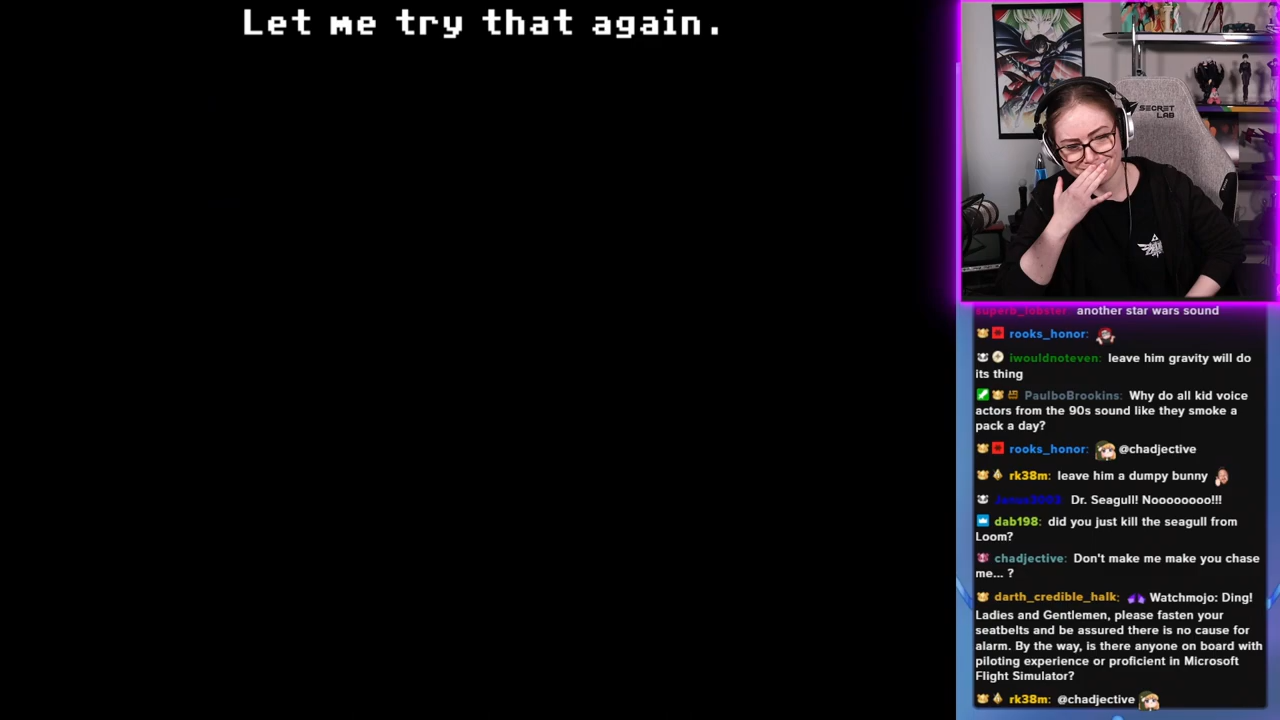 Let me try that again.
SECRET
LAB
superb_lobster another star wars sound
rooks_honor:
iwouldnoteven: leave him gravity will do
its thing
PaulboBrookins: Why do all kid voice
actors from the 90s sound like they smoke a
pack a day?
rooks_honor: @chadjective
rk38m: leave him a dumpy bunny
Dr. Seagull! Noooooooo!!!
dab198: did you just kill the seagull from
Loom?
chadjective: Don't make me make you chase
me... ?
darth_credible_halk: Watchmojo: Ding!
Ladies and Gentlemen, please fasten your
seatbelts and be assured there is no cause for
alarm. By the way, is there anyone on board with
piloting experience or proficient in Microsoft
Flight Simulator?
rk38m: @chadjective